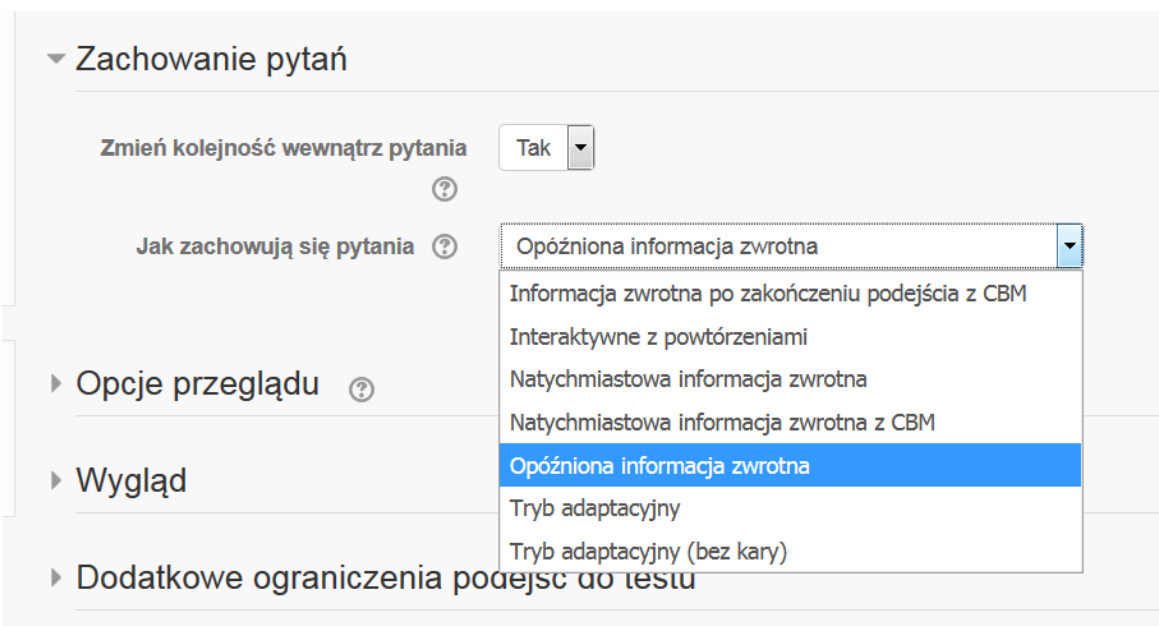 Zachowanie pytań
Zmień kolejność wewnątrz pytania
Tak
Jak zachowują się pytania
Opóźniona informacja zwrotna
Informacja zwrotna po zakończeniu podejścia z CBM
Interaktywne z powtórzeniami
Natychmiastowa informacja zwrotna
Natychmiastowa informacja zwrotna z CBM
Opóźniona informacja zwrotna
Tryb adaptacyjny
Tryb adaptacyjny (bez kary)
Opcje przeglądu
Wygląd
Dodatkowe ograniczenia podejść do testu